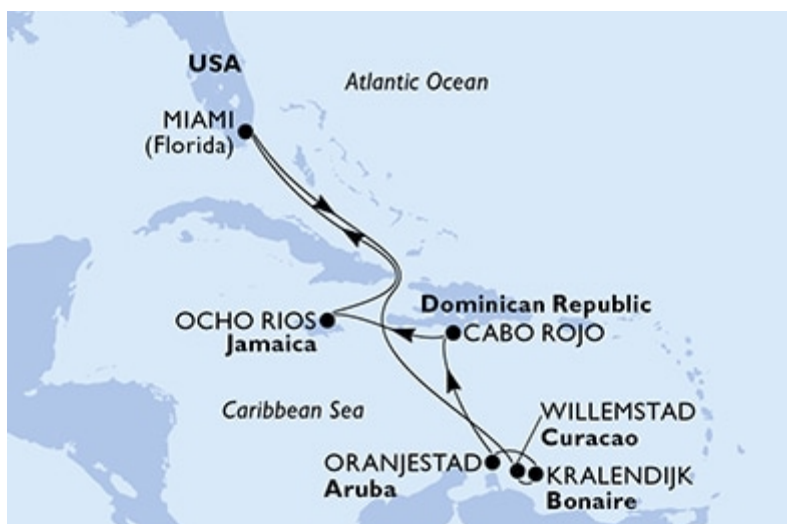 USA
Atlantic Ocean
MIAMI
(Florida)
Dominican Republic
OCHO RIOS
Jamaica
CABO ROJO
Caribbean Sea
WILLEMSTAD
Curacao
ORANJESTAD
Aruba
KRALENDIJK
Bonaire